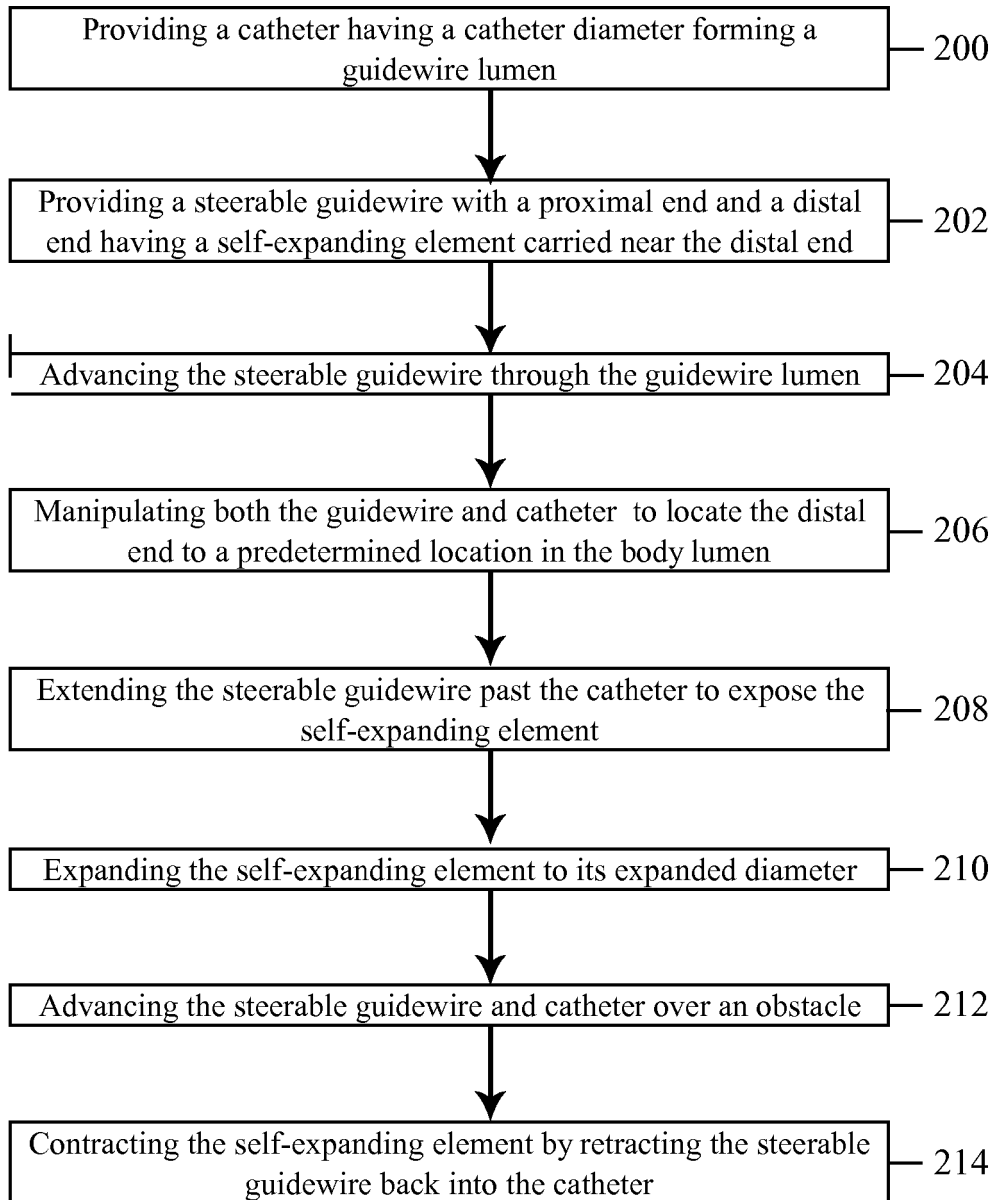 Providing a catheter having a catheter diameter forming a
guidewire lumen
200
Providing a steerable guidewire with a proximal end and a distal
end having a self-expanding element carried near the distal end
202
Advancing the steerable guidewire through the guidewire lumen
204
Manipulating both the guidewire and catheter to locate the distal
end to a predetermined location in the body lumen
206
Extending the steerable guidewire past the catheter to expose the
self-expanding element
208
Expanding the self-expanding element to its expanded diameter
210
Advancing the steerable guidewire and catheter over an obstacle
212
Contracting the self-expanding element by retracting the steerable
guidewire back into the catheter
214